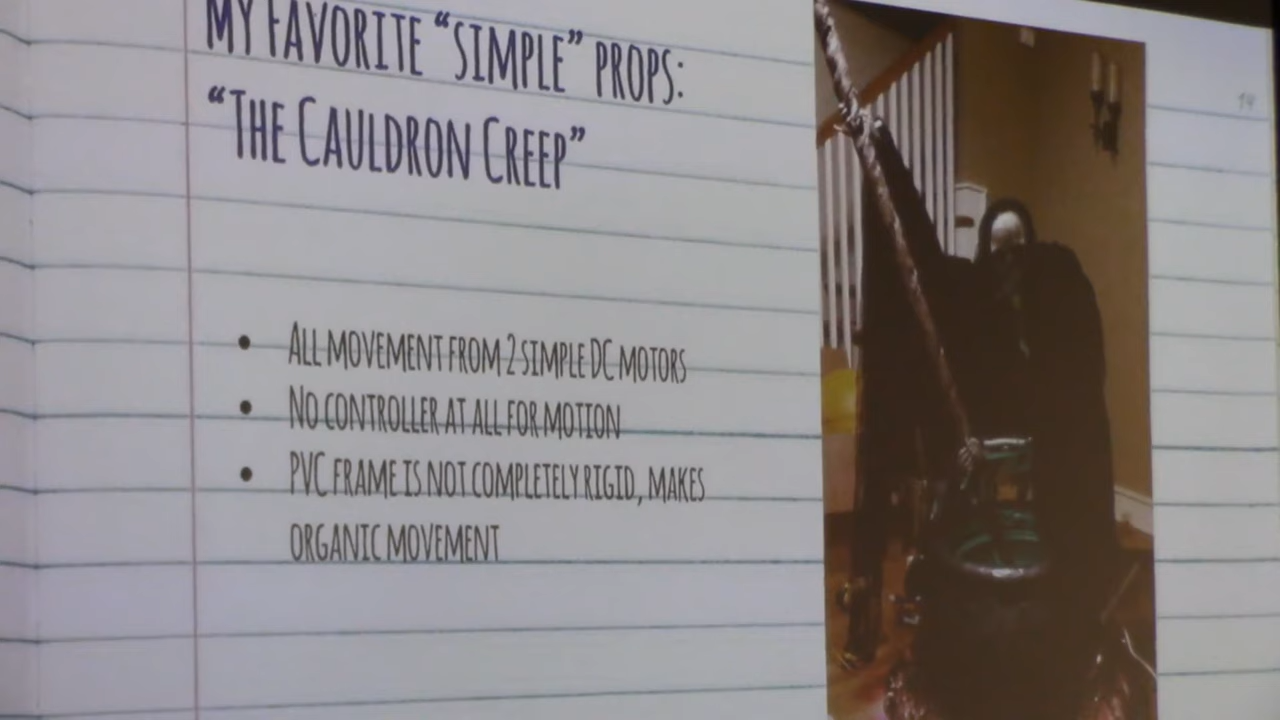 MY FAVORITE “SIMPLE” PROPS:
“THE CAULDRON CREEP”
• ALL MOVEMENT FROM 2 SIMPLE DC MOTORS
• NO CONTROLLER AT ALL FOR MOTION
• PVC FRAME IS NOT COMPLETELY RIGID, MAKES
ORGANIC MOVEMENT